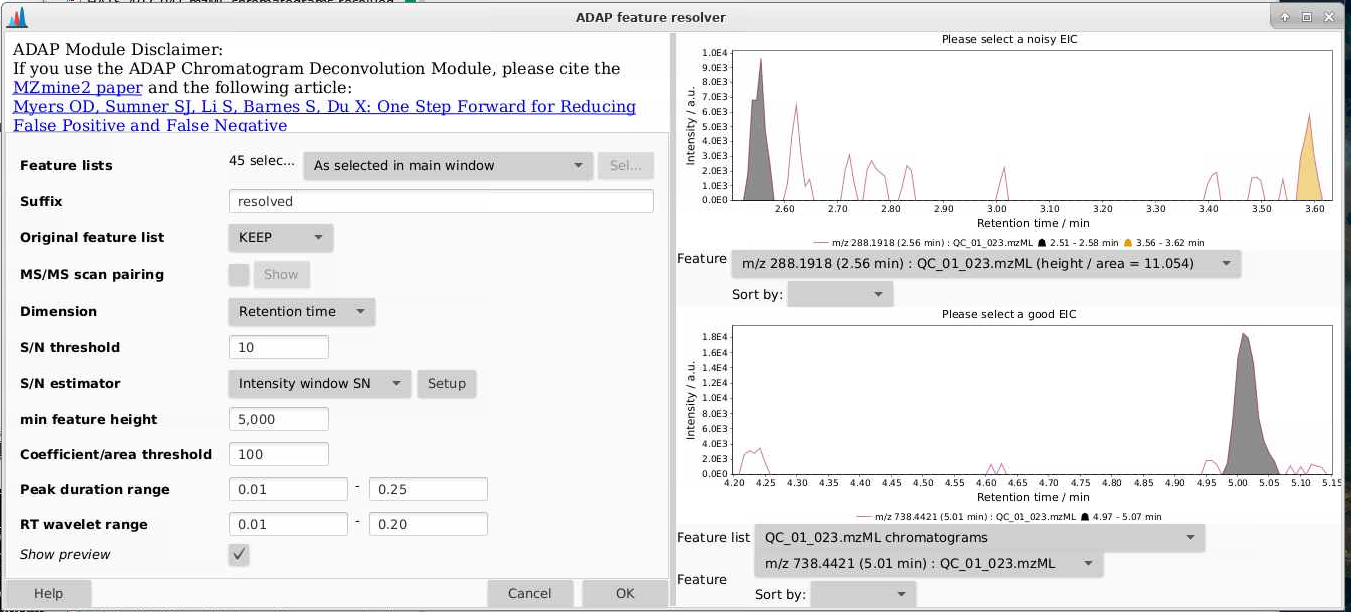 ADAP feature resolver
ADAP Module Disclaimer:
If you use the ADAP Chromatogram Deconvolution Module, please cite the
MZmine2 paper and the following article:
Myers OD, Sumner SJ, Li S, Barnes S, Du X: One Step Forward for Reducing
False Positive and False Negative
Feature lists 45 selec... As selected in main window Sel...
Suffix resolved
Original feature list KEEP
MS/MS scan pairing Show
Dimension Retention time
S/N threshold 10
S/N estimator Intensity window SN Setup
min feature height 5,000
Coefficient/area threshold 100
Peak duration range 0.01 - 0.25
RT wavelet range 0.01 - 0.20
Show preview
Help Cancel OK
Please select a noisy EIC
Intensity / a.u.
1.0E4
9.0E3
8.0E3
7.0E3
6.0E3
5.0E3
4.0E3
3.0E3
2.0E3
1.0E3
0.0E0
2.60 2.70 2.80 2.90 3.00 3.10 3.20 3.30 3.40 3.50 3.60
Retention time / min
m/z 288.1918 (2.56 min) : QC_01_023.mzML 2.51 - 2.58 min 3.56 - 3.62 min
Feature m/z 288.1918 (2.56 min) : QC_01_023.mzML (height / area = 11.054)
Sort by:
Please select a good EIC
Intensity / a.u.
1.8E4
1.6E4
1.4E4
1.2E4
1.0E4
8.0E3
6.0E3
4.0E3
2.0E3
0.0E0
4.20 4.25 4.30 4.35 4.40 4.45 4.50 4.55 4.60 4.65 4.70 4.75 4.80 4.85 4.90 4.95 5.00 5.05 5.10 5.15
Retention time / min
m/z 738.4421 (5.01 min) : QC_01_023.mzML 4.97 - 5.07 min
Feature list QC_01_023.mzML chromatograms
m/z 738.4421 (5.01 min) : QC_01_023.mzML
Feature
Sort by: